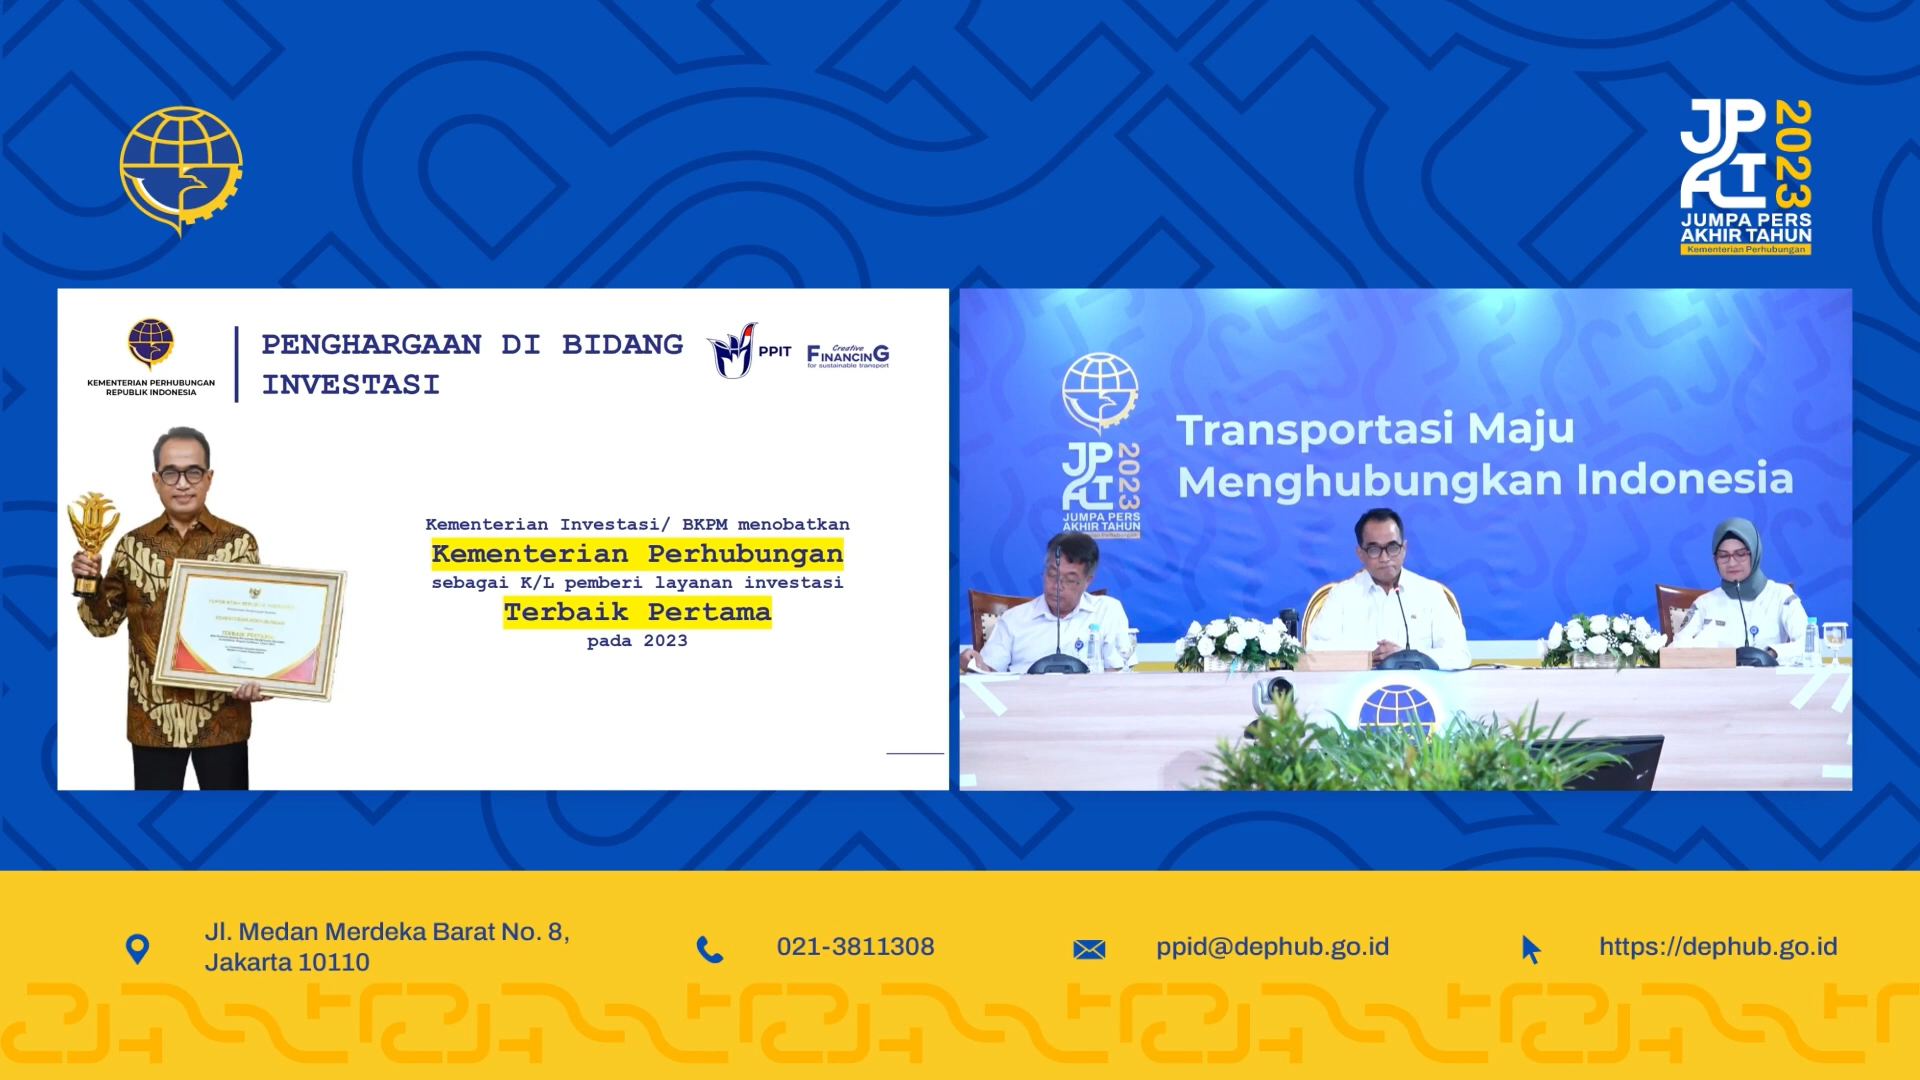 JPAT 2023
JUMPA PERS
AKHIR TAHUN
Kementerian Perhubungan
KEMENTERIAN PERHUBUNGAN
REPUBLIK INDONESIA
PENGHARGAAN DI BIDANG
INVESTASI
PPIT
Creative
FINANCING
for sustainable transport
Kementerian Investasi/ BKPM menobatkan
Kementerian Perhubungan
sebagai K/L pemberi layanan investasi
Terbaik Pertama
pada 2023
Transportasi Maju
Menghubungkan Indonesia
JPAT 2023
JUMPA PERS
AKHIR TAHUN
Jl. Medan Merdeka Barat No. 8,
Jakarta 10110
021-3811308
ppid@dephub.go.id
https://dephub.go.id